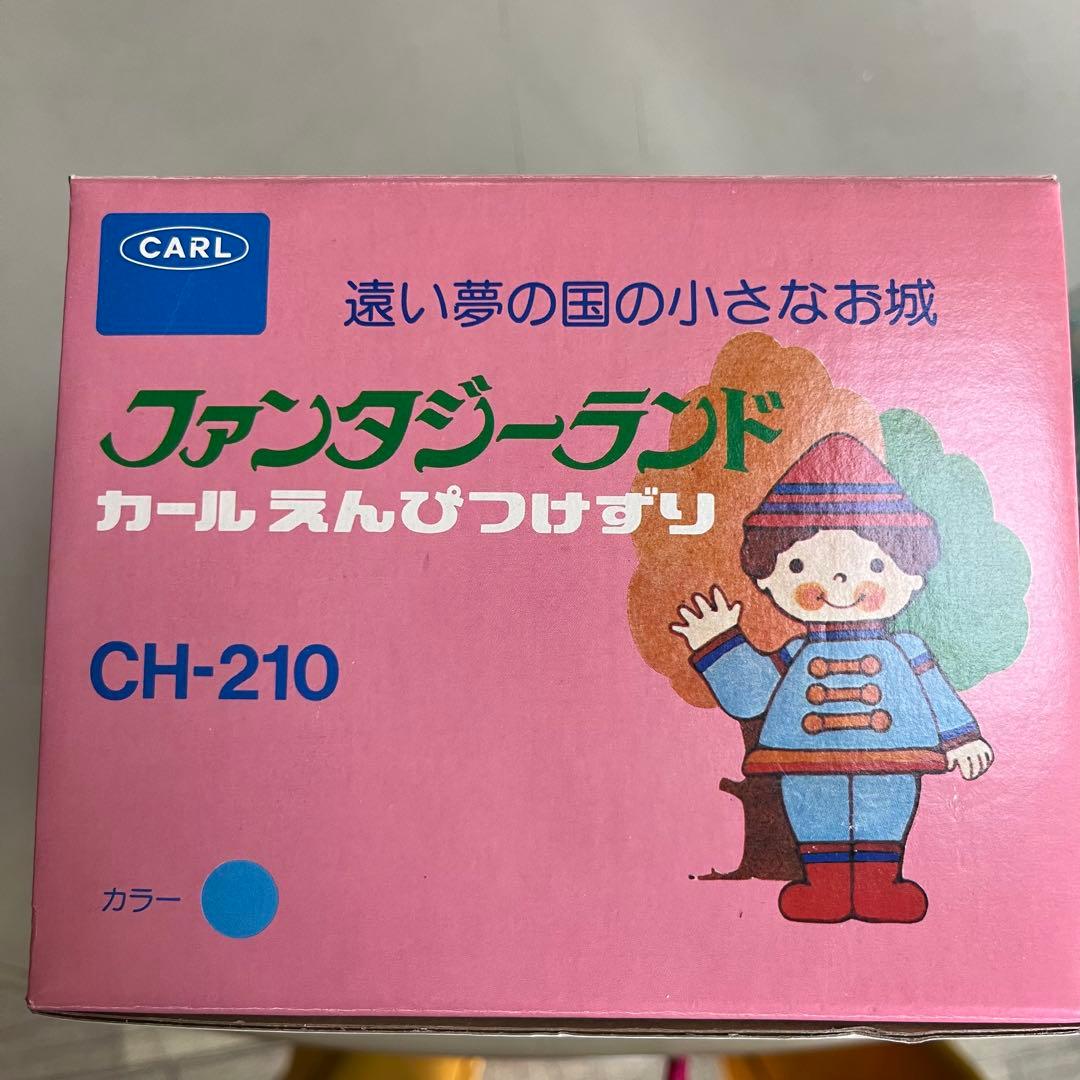 CARL
遠い夢の国の小さなお城
ファンタジーランド
カールえんぴつけずり
CH-210
カラー